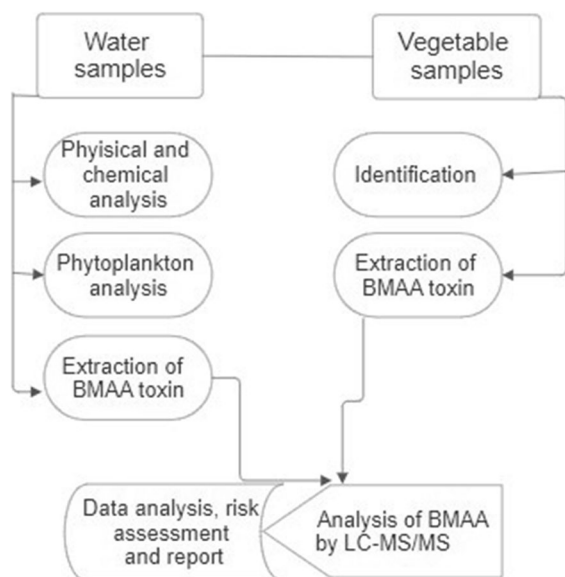 Water
samples
Vegetable
samples
Phyisical and
chemical
analysis
Identification
Phytoplankton
analysis
Extraction of
BMAA toxin
Extraction of
BMAA toxin
Data analysis, risk
assessment
and report
Analysis of BMAA
by LC-MS/MS